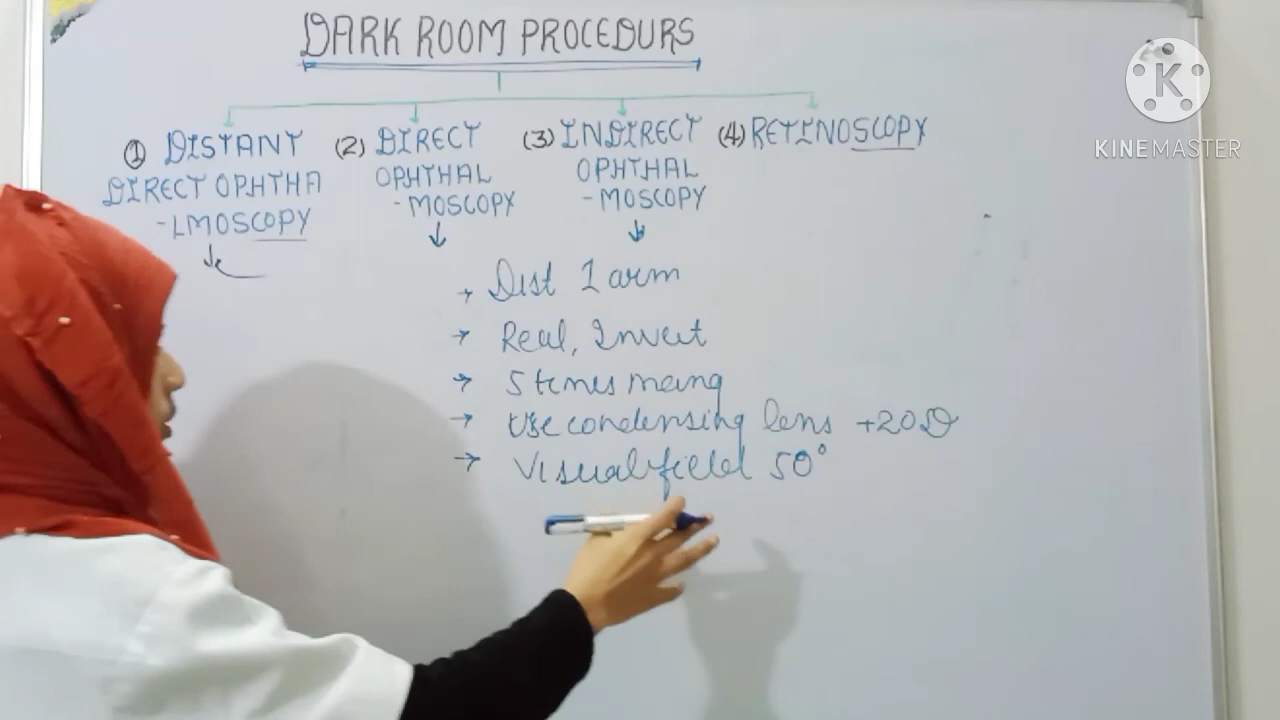 DARK ROOM PROCEDURS
(1) DISTANT
DIRECT OPHTHA
-LMOSCOPY
(2) DIRECT
OPHTHAL
-MOSCOPY
(3) INDIRECT
OPHTHAL
-MOSCOPY
(4) RETINOSCOPY
→ Dist 1 arm
→ Real, Invert
→ 5 times
→ Use condensing lens +20D
→ Visual field 50°
K
KINEMASTER